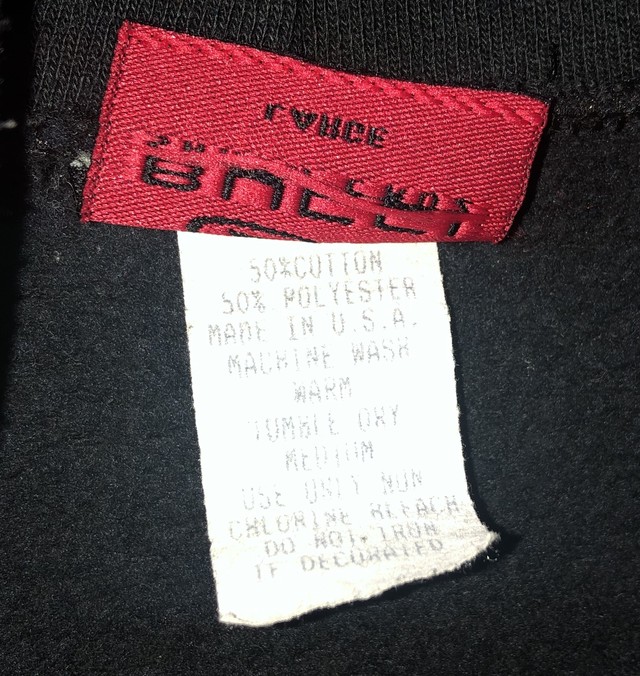 LARGE
50% COTTON
50% POLYESTER
MADE IN U.S.A.
MACHINE WASH
WARM
TUMBLE DRY
MEDIUM
USE ONLY NON
CHLORINE BLEACH
DO NOT IRON
IF DECORATED